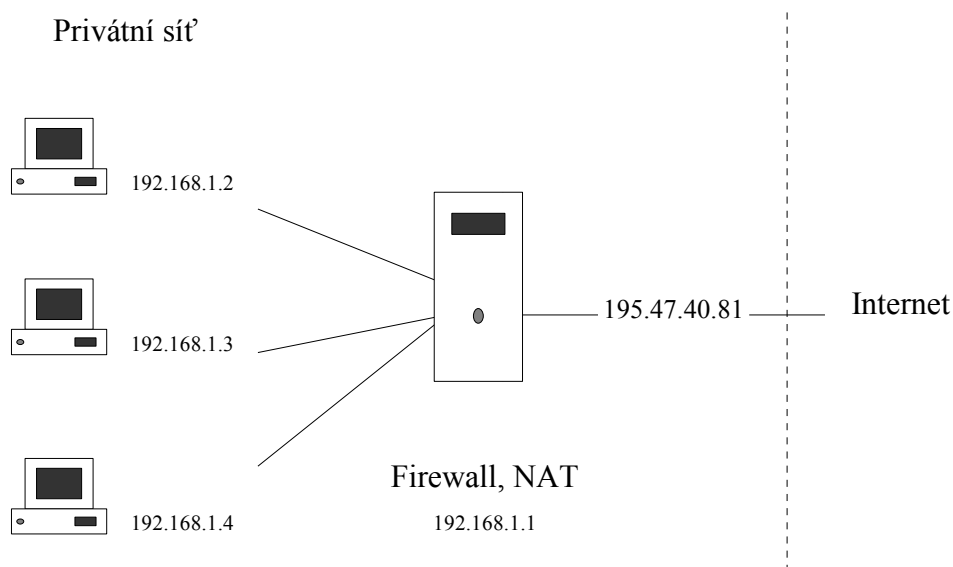 Privátní síť
192.168.1.2
195.47.40.81
Internet
192.168.1.3
Firewall, NAT
192.168.1.4
192.168.1.1